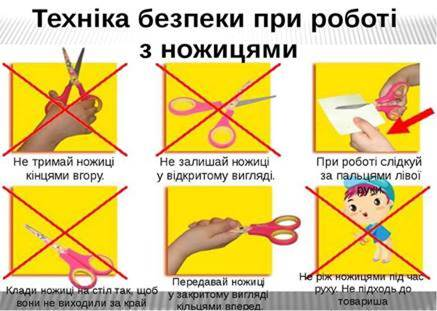 Техніка безпеки при роботі
з ножицями
Не тримай ножиці
кінцями вгору.
Не залишай ножиці
у відкритому вигляді.
При роботі слідкуй
за пальцями лівої
руки.
Клади ножиці на стіл так, щоб
вони не виходили за край
Передавай ножиці
у закритому вигляді
кільцями вперед.
Не ріж ножицями під час
руху. Не підходь до
товариша